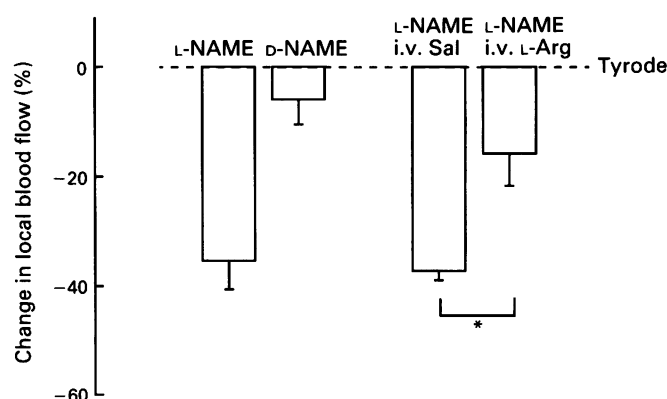 L-NAME D-NAME
L-NAME
i.v. Sal
L-NAME
i.v. L-Arg
Tyrode
Change in local blood flow (%)
0
−20
−40
−60
*